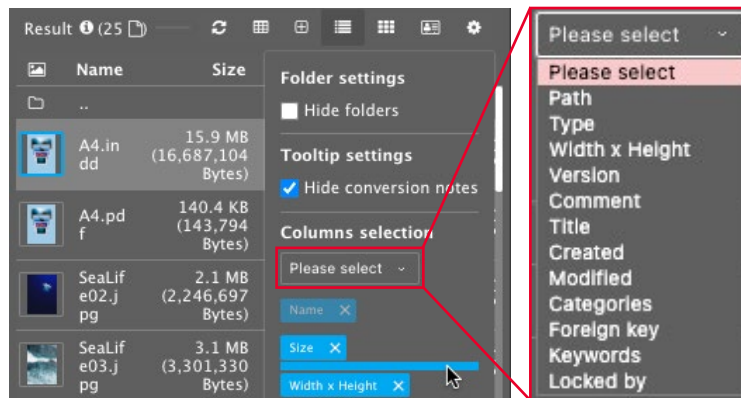 Result (25)
Name Size
..
A4.in
dd
15.9 MB
(16,687,104
Bytes)
A4.pd
f
140.4 KB
(143,794
Bytes)
SeaLif
e02.j
pg
2.1 MB
(2,246,697
Bytes)
SeaLif
e03.j
pg
3.1 MB
(3,301,330
Bytes)
Folder settings
Hide folders
Tooltip settings
Hide conversion notes
Columns selection
Please select
Name
Size
Width x Height
Please select
Please select
Path
Type
Width x Height
Version
Comment
Title
Created
Modified
Categories
Foreign key
Keywords
Locked by